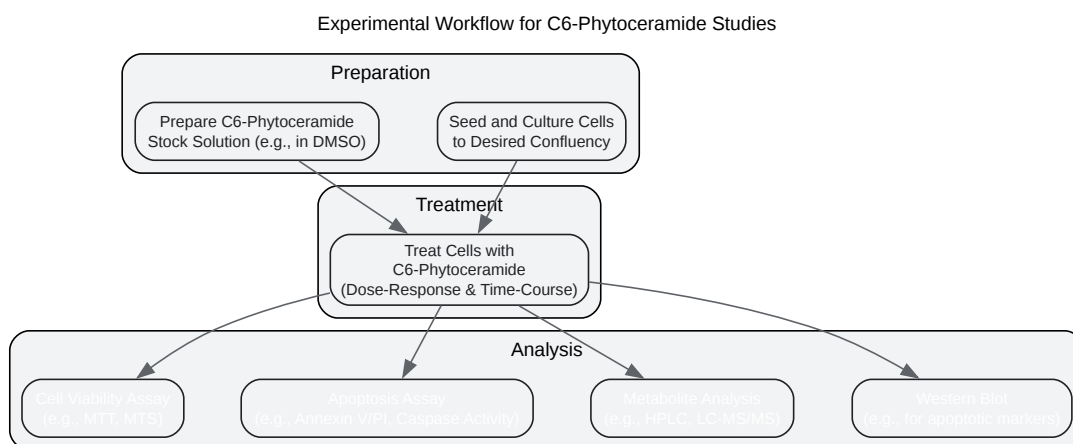 Experimental Workflow for C6-Phytoceramide Studies
Preparation
Prepare C6-Phytoceramide
Stock Solution (e.g., in DMSO)
Seed and Culture Cells
to Desired Confluency
Treatment
Treat Cells with
C6-Phytoceramide
(Dose-Response & Time-Course)
Analysis
Cell Viability Assay
(e.g., MTT, MTS)
Apoptosis Assay
(e.g., Annexin V/PI, Caspase Activity)
Metabolite Analysis
(e.g., HPLC, LC-MS/MS)
Western Blot
(e.g., for apoptotic markers)